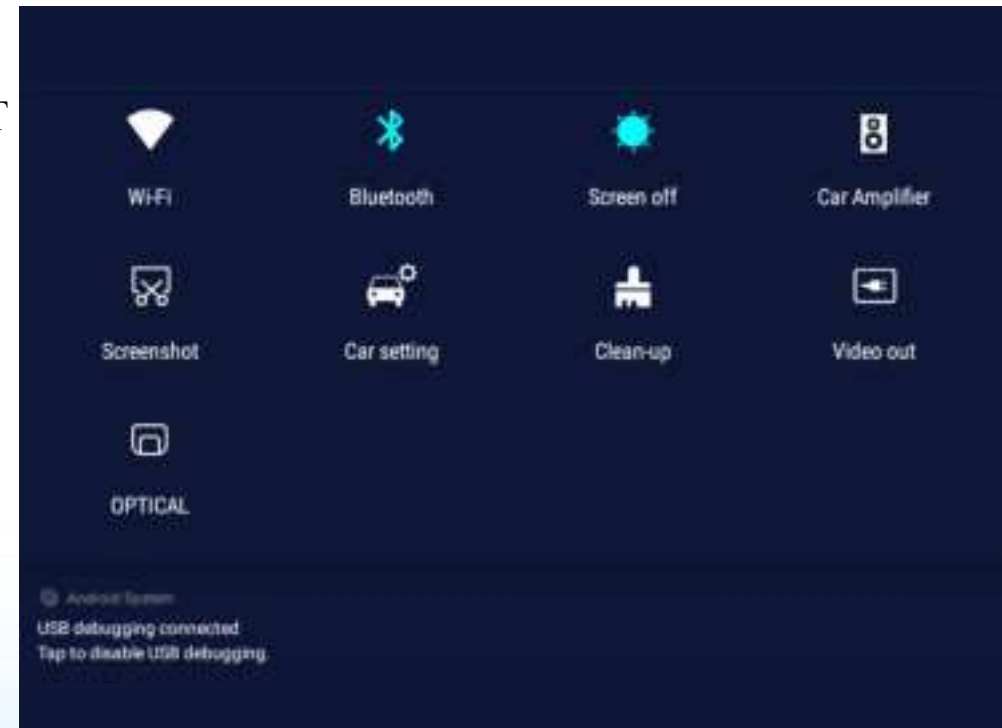 T
Wi-Fi Bluetooth Screen off Car Amplifier
Screenshot Car setting Clean-up Video out
OPTICAL
Android System
USB debugging connected
Tap to disable USB debugging.